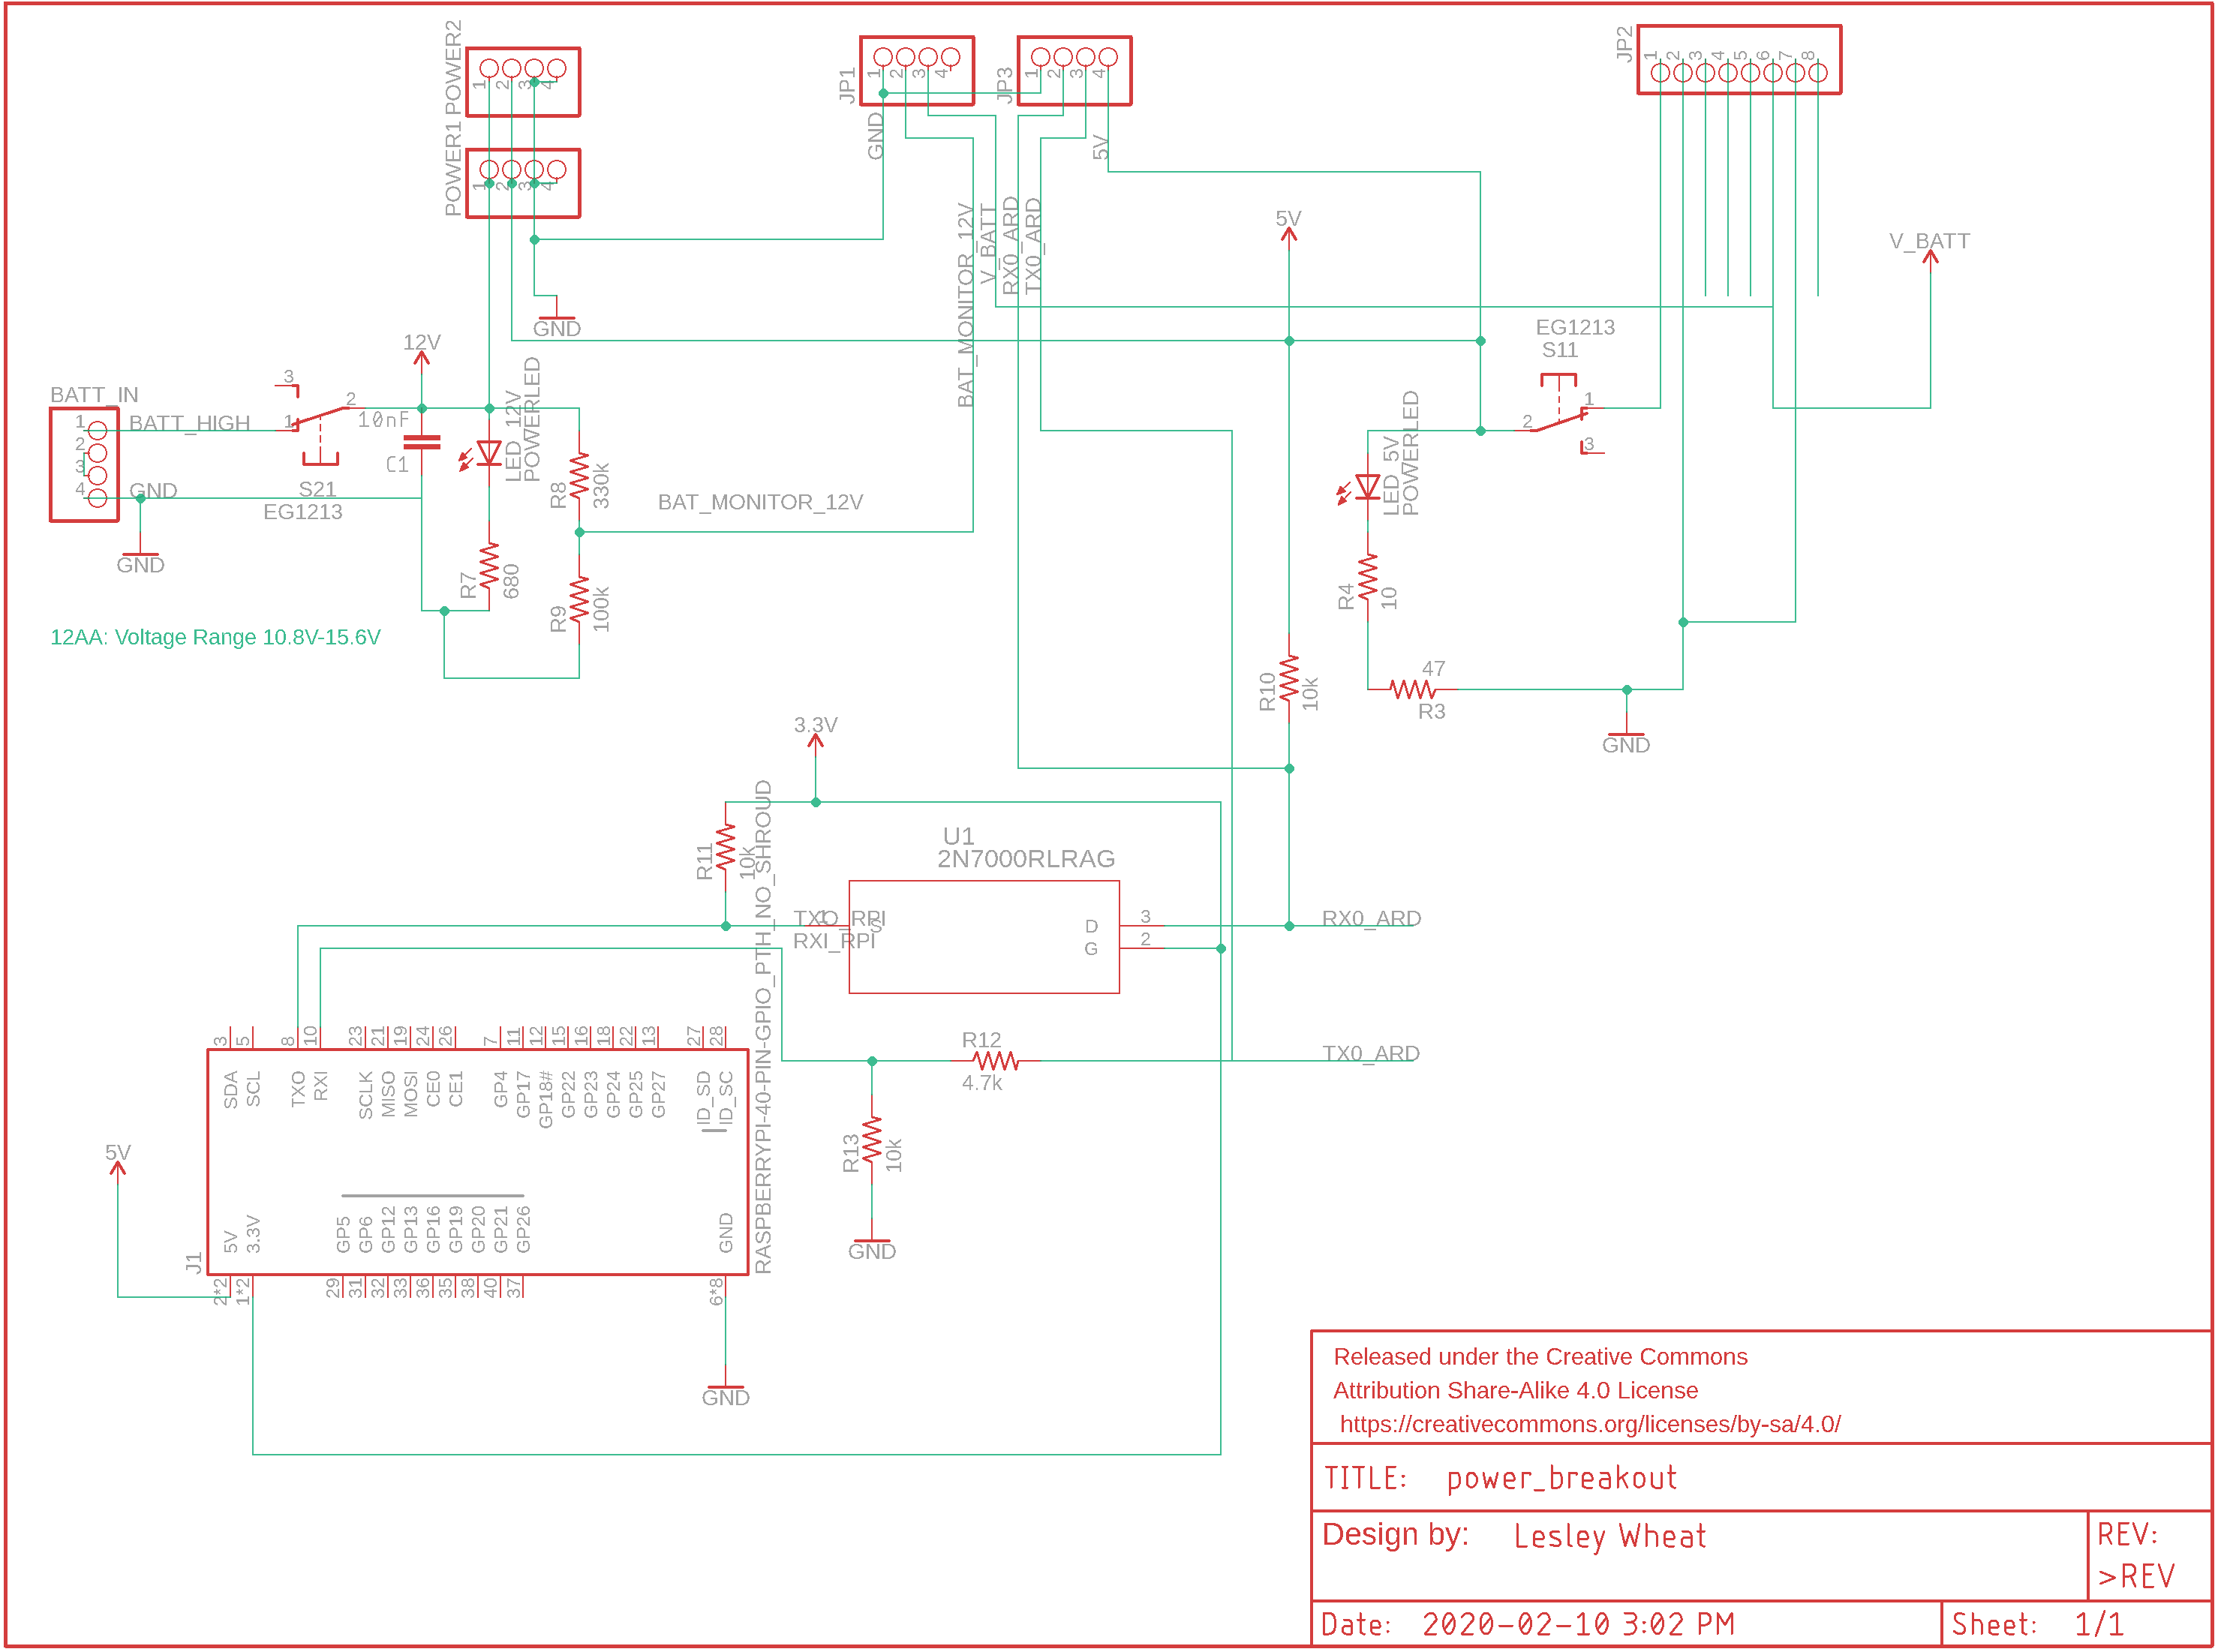 POWER2
1
2
3
4
POWER1
1
2
3
4
JP1
1
2
3
4
JP3
1
2
3
4
JP2
1
2
3
4
5
6
7
8
GND
5V
BAT_MONITOR_12V
V_BATT
RX0_ARD
TX0_ARD
5V
V_BATT
GND
12V
EG1213
S11
1
2
3
BATT_IN
1
2
3
4
BATT_HIGH
GND
GND
3
2
1
S21
EG1213
10nF
C1
LED_12V
POWERLED
R8
330k
BAT_MONITOR_12V
R7
680
R9
100k
LED_5V
POWERLED
R4
10
47
R3
GND
12AA: Voltage Range 10.8V-15.6V
R10
10k
3.3V
R11
10k
U1
2N7000RLRAG
TXO_RPI
RXI_RPI
1
S
D
G
3
2
RX0_ARD
R12
4.7k
TX0_ARD
R13
10k
GND
3
5
8
10
23
21
19
24
26
7
11
12
15
16
18
22
13
27
28
SDA
SCL
TXO
RXI
SCLK
MISO
MOSI
CE0
CE1
GP4
GP17
GP18#
GP22
GP23
GP24
GP25
GP27
ID_SD
ID_SC
RASPBERRYPI-40-PIN-GPIO_PTH_NO_SHROUD
5V
J1
5V
3.3V
GP5
GP6
GP12
GP13
GP16
GP19
GP20
GP21
GP26
GND
2*2
1*2
29
31
32
33
36
35
38
40
37
6*8
GND
Released under the Creative Commons
Attribution Share-Alike 4.0 License
https://creativecommons.org/licenses/by-sa/4.0/
TITLE: power_breakout
Design by: Lesley Wheat
REV:
>REV
Date: 2020-02-10 3:02 PM
Sheet: 1/1